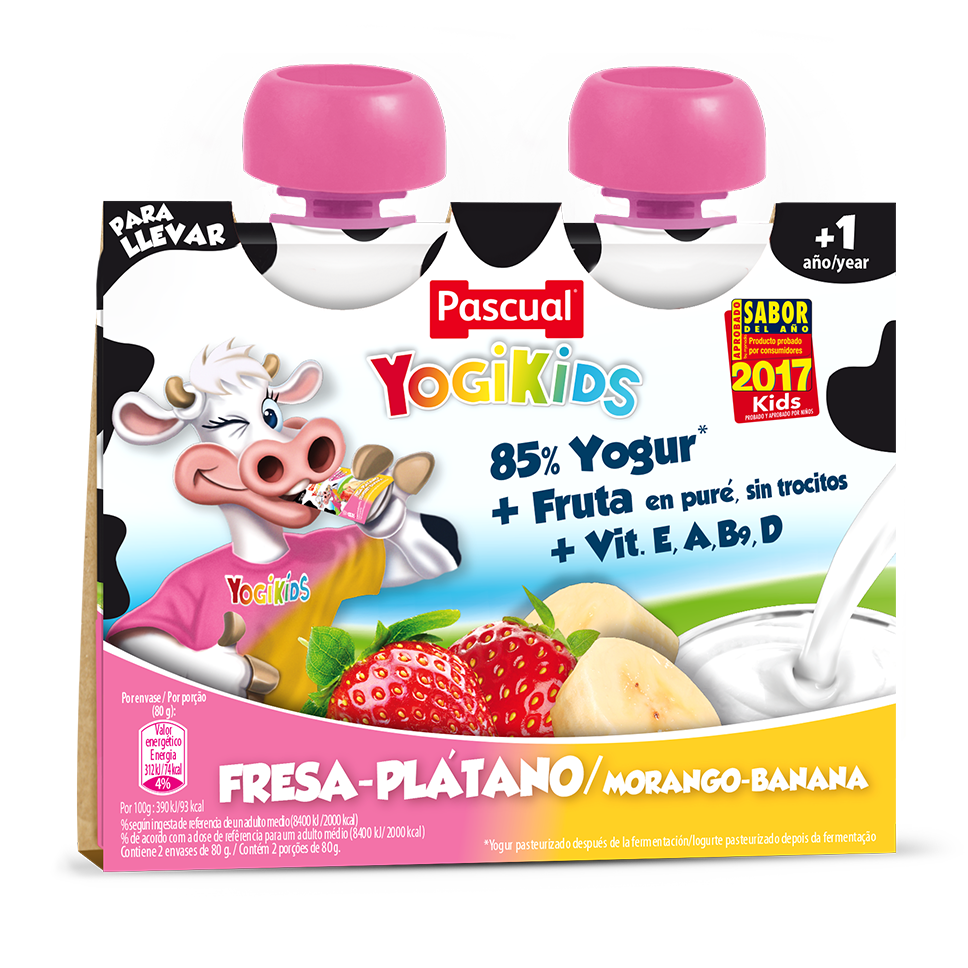 PARA
LLEVAR
+1
año/year
Pascual
YOGIKIDS
APROBADO
SABOR
DEL AÑO
Producto probado
por consumidores
2017
Kids
PROBADO Y APROBADO POR NIÑOS
85% Yogur*
+ Fruta en puré, sin trocitos
+ Vit. E, A, B9, D
YOGIKIDS
Por envase / Por porção
(80 g):
Valor
energético
Energia
312 kJ/74 kcal
4%
Por 100g: 390 kJ/93 kcal
% según ingesta de referencia de un adulto medio (8400 kJ /2000 kcal)
% de acordo com a dose de referência para um adulto médio (8400 kJ/ 2000 kcal)
Contiene 2 envases de 80 g. / Contém 2 porções de 80g.
FRESA-PLÁTANO/MORANGO-BANANA
*Yogur pasteurizado después de la fermentación/Iogurte pasteurizado depois da fermentação